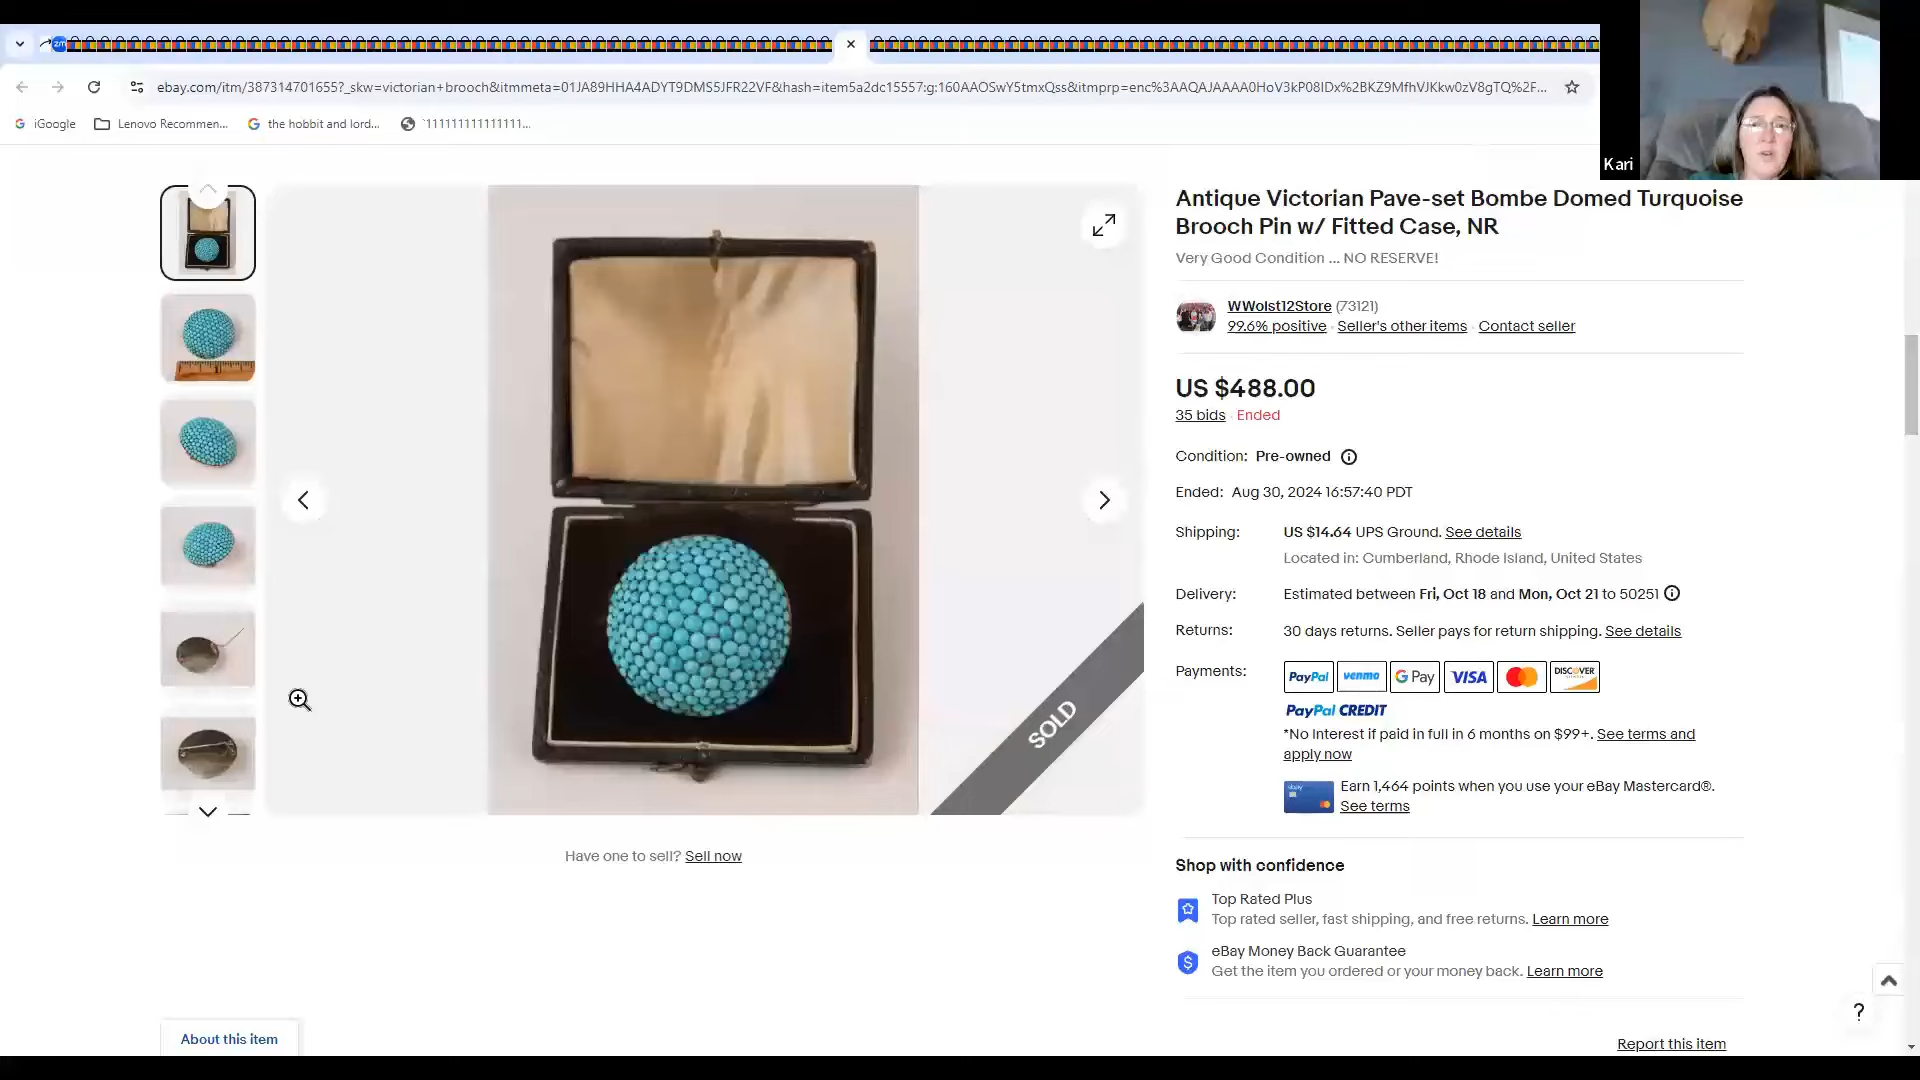 ebay.com/itm/387314701655?_skw=victorian+brooch&itmmeta=01JA89HHA4ADYT9DMS5JFR22VF&hash=item5a2dc15557:g:160AAOSwY5tmxQss&itmprp=enc%3AAQAJAAAA0HoV3kP08IDx%2BKZ9MfhVJKkw0zV8gTQ%2F...
iGoogle
Lenovo Recommen...
the hobbit and lord...
`111111111111111...
Kari
Antique Victorian Pave-set Bombe Domed Turquoise
Brooch Pin w/ Fitted Case, NR
Very Good Condition ... NO RESERVE!
WWolst12Store (73121)
99.6% positive · Seller's other items · Contact seller
US $488.00
35 bids · Ended
Condition: Pre-owned
Ended: Aug 30, 2024 16:57:40 PDT
Shipping: US $14.64 UPS Ground. See details
Located in: Cumberland, Rhode Island, United States
Delivery: Estimated between Fri, Oct 18 and Mon, Oct 21 to 50251
Returns: 30 days returns. Seller pays for return shipping. See details
Payments: PayPal venmo G Pay VISA DISCOVER
PayPal CREDIT
*No Interest if paid in full in 6 months on $99+. See terms and
apply now
Earn 1,464 points when you use your eBay Mastercard®.
See terms
SOLD
Have one to sell? Sell now
Shop with confidence
Top Rated Plus
Top rated seller, fast shipping, and free returns. Learn more
eBay Money Back Guarantee
Get the item you ordered or your money back. Learn more
?
About this item
Report this item